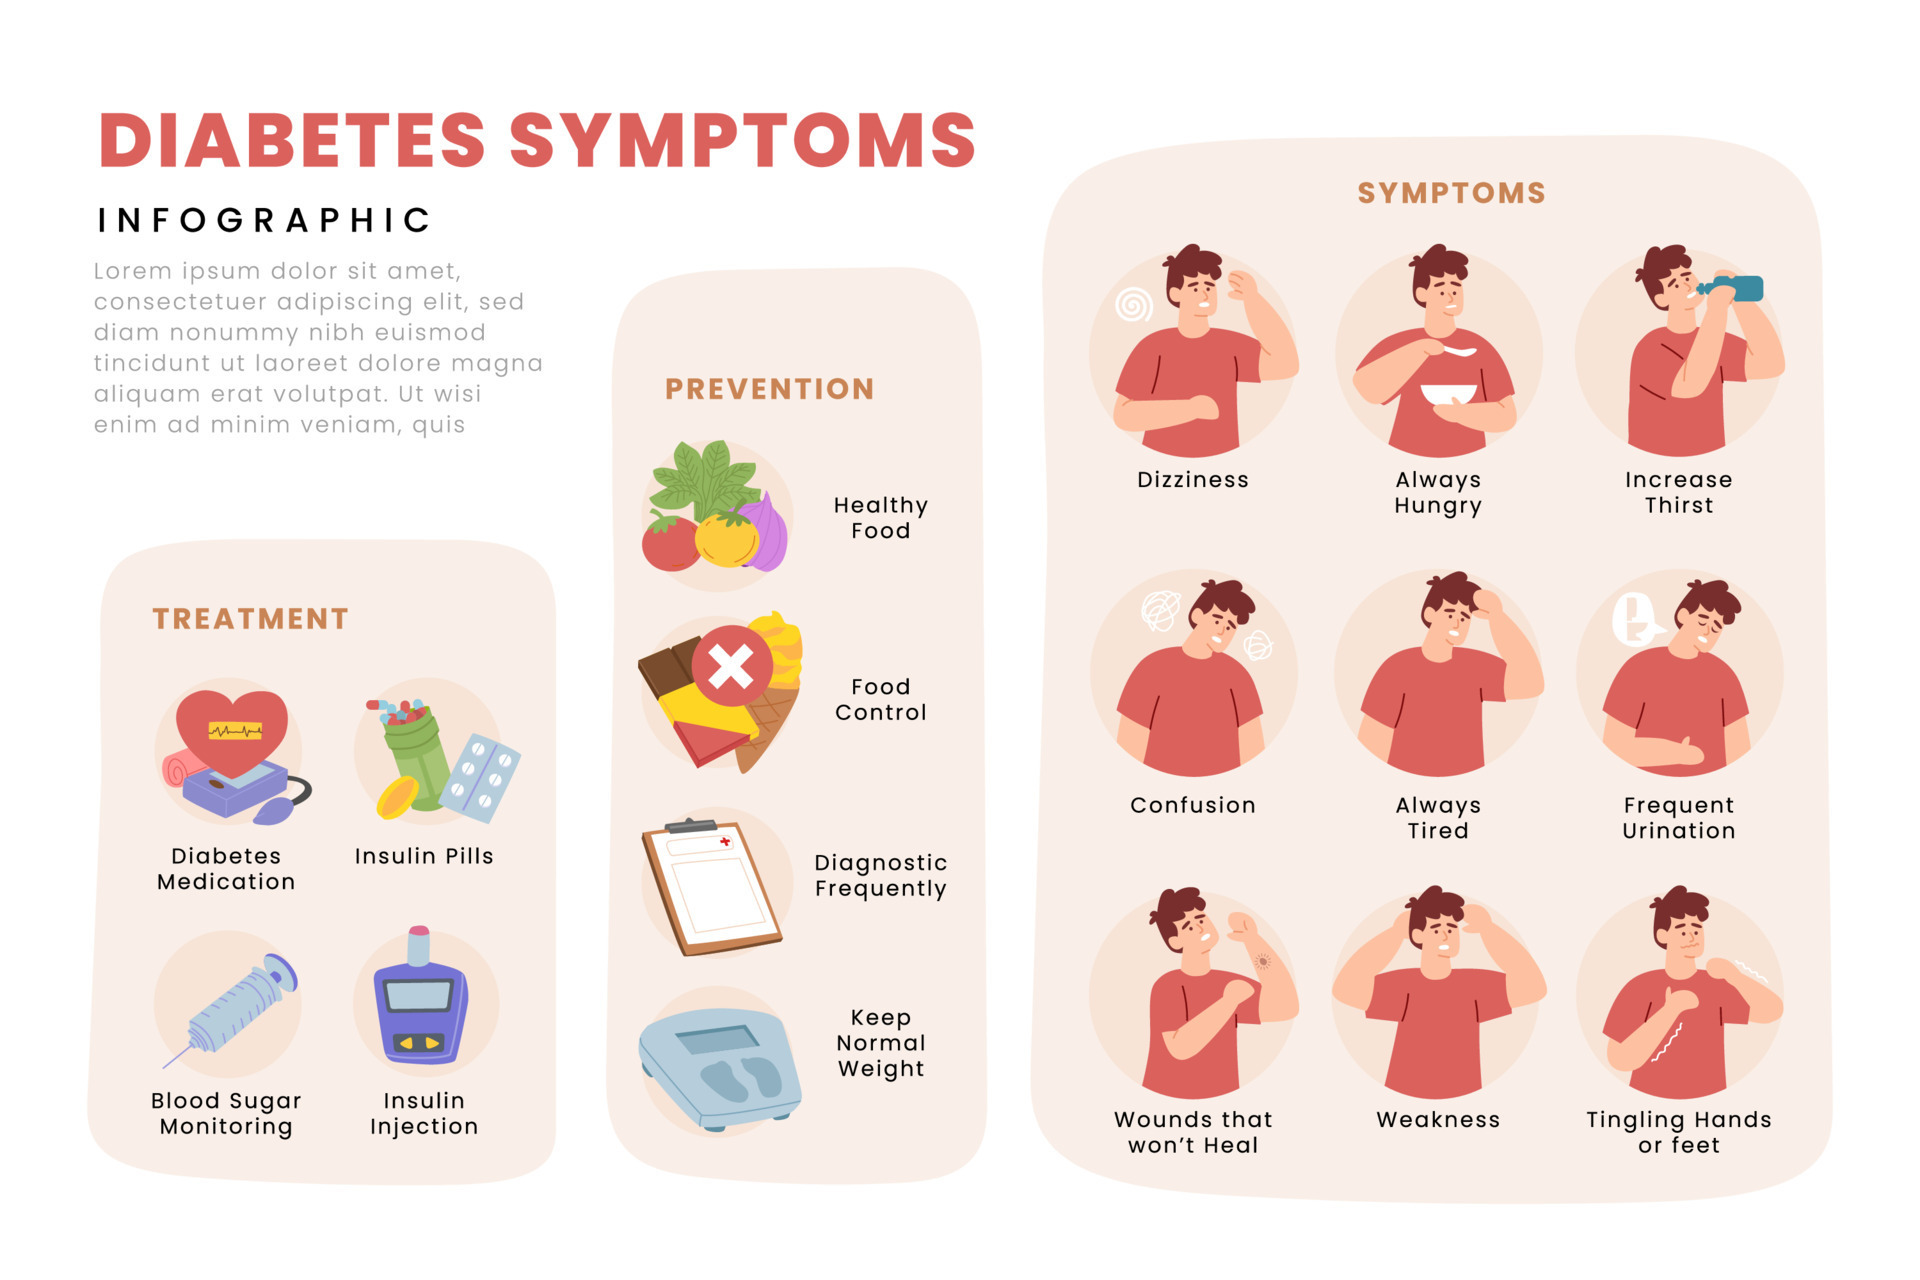 DIABETES SYMPTOMS
INFOGRAPHIC
Lorem ipsum dolor sit amet,
consectetuer adipiscing elit, sed
diam nonummy nibh euismod
tincidunt ut laoreet dolore magna
aliquam erat volutpat. Ut wisi
enim ad minim veniam, quis
TREATMENT
Diabetes
Medication
Insulin Pills
Blood Sugar
Monitoring
Insulin
Injection
PREVENTION
Healthy
Food
Food
Control
Diagnostic
Frequently
Keep
Normal
Weight
SYMPTOMS
Dizziness
Always
Hungry
Increase
Thirst
Confusion
Always
Tired
Frequent
Urination
Wounds that
won’t Heal
Weakness
Tingling Hands
or feet